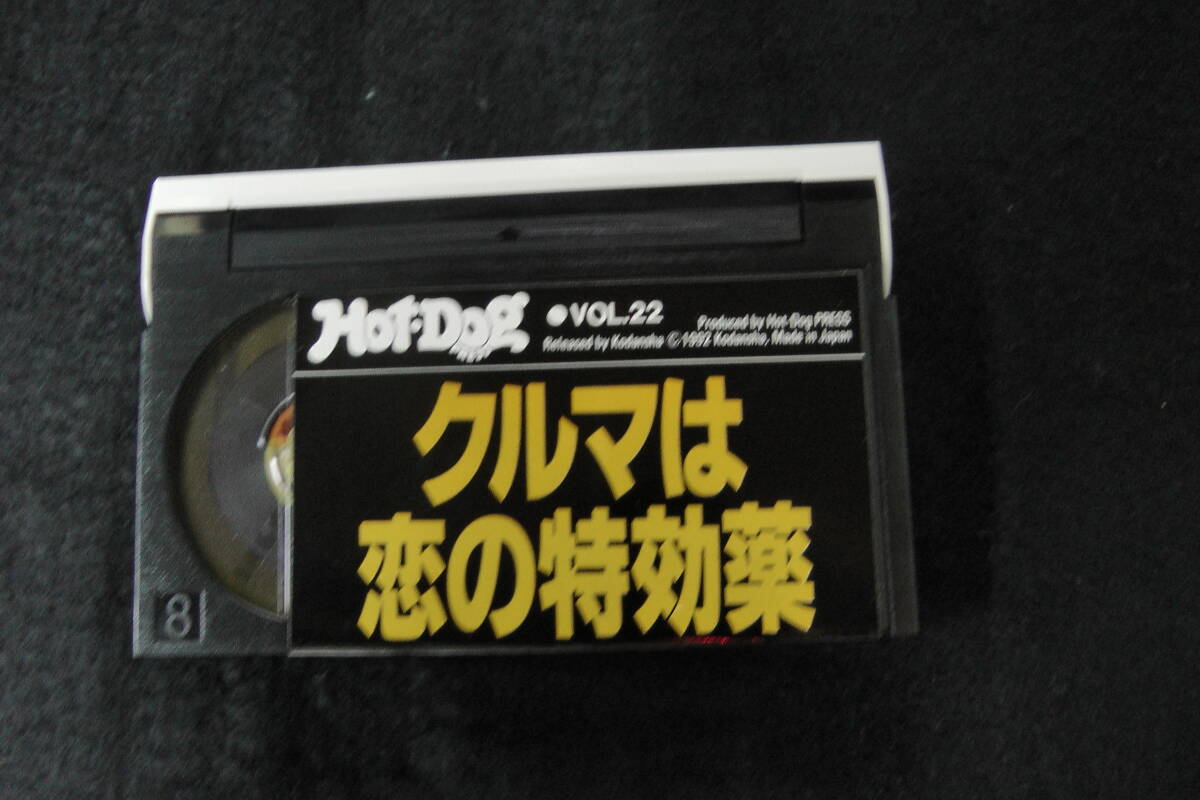 Hot-Dog ●VOL.22 Produced by Hot-Dog PRESS
PRESS Released by Kodansha ©1992 Kodansha, Made in Japan
クルマは
恋の特効薬
8